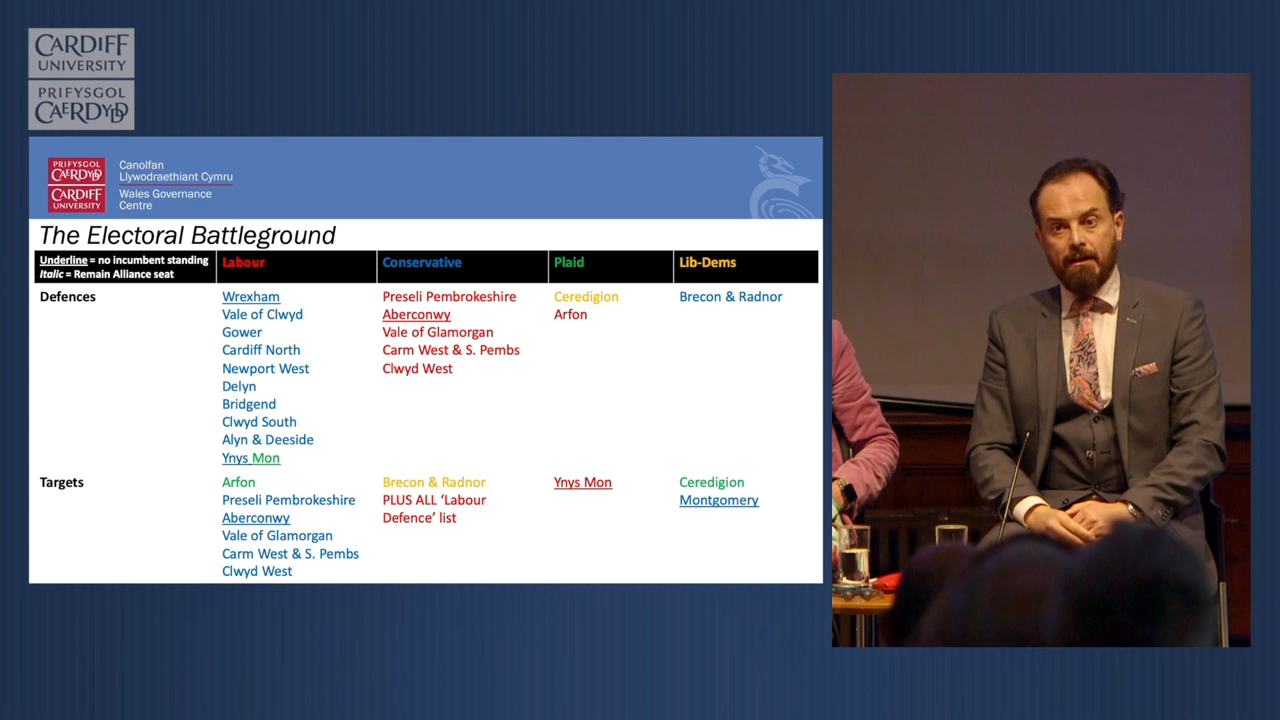 CARDIFF
UNIVERSITY
PRIFYSGOL
CAERDYDD
PRIFYSGOL
CAERDYDD
CARDIFF
UNIVERSITY
Canolfan
Llywodraethiant Cymru
Wales Governance
Centre
The Electoral Battleground
Underline = no incumbent standing
Italic = Remain Alliance seat
Labour
Conservative
Plaid
Lib-Dems
Defences
Wrexham
Vale of Clwyd
Gower
Cardiff North
Newport West
Delyn
Bridgend
Clwyd South
Alyn & Deeside
Ynys Mon
Preseli Pembrokeshire
Aberconwy
Vale of Glamorgan
Carm West & S. Pembs
Clwyd West
Ceredigion
Arfon
Brecon & Radnor
Targets
Arfon
Preseli Pembrokeshire
Aberconwy
Vale of Glamorgan
Carm West & S. Pembs
Clwyd West
Brecon & Radnor
PLUS ALL ‘Labour
Defence’ list
Ynys Mon
Ceredigion
Montgomery